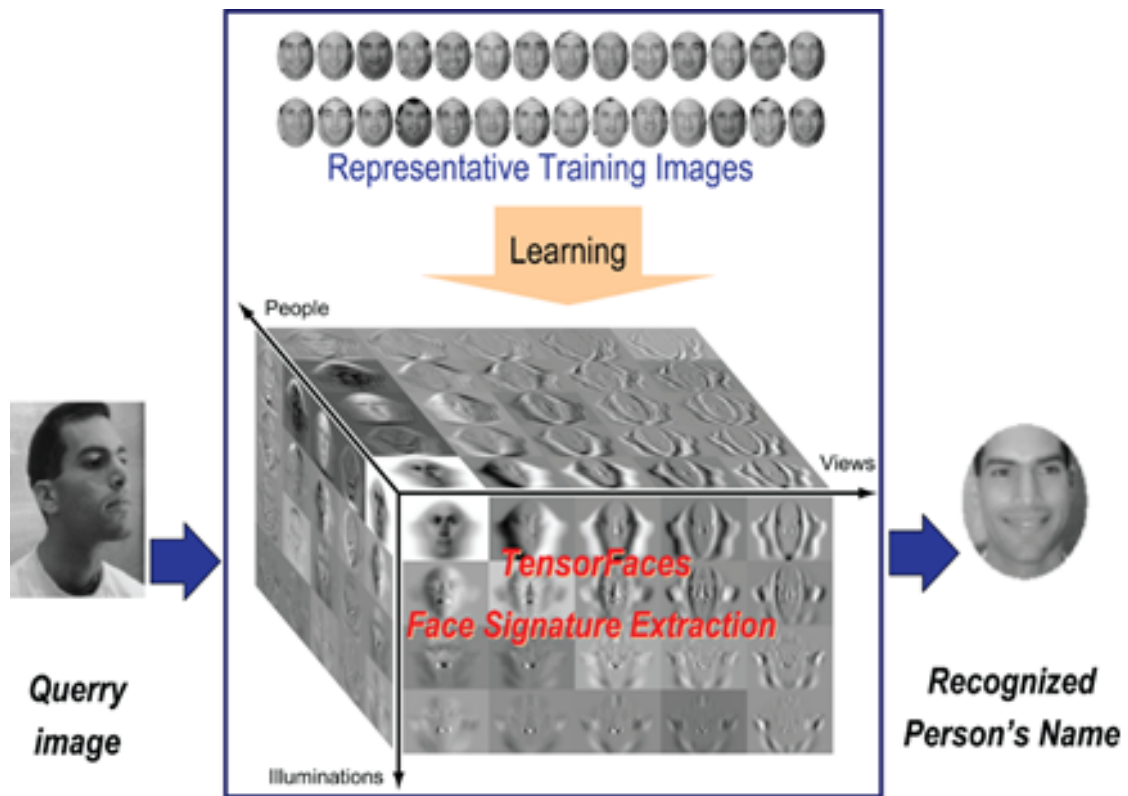 Representative Training Images
Learning
People
Views
TensorFaces
Face Signature Extraction
Querry
image
Recognized
Person's Name
Illuminations